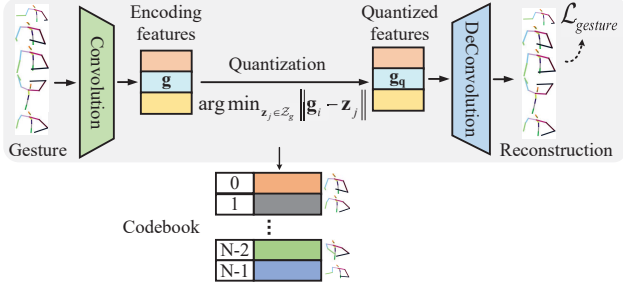 Encoding
features
Quantized
features
ℒ_gesture
Convolution
g
Quantization
g_q
DeConvolution
arg min_{z_j∈𝒵_g} ‖g_i − z_j‖
Gesture
Reconstruction
Codebook
0
1
⋮
N-2
N-1